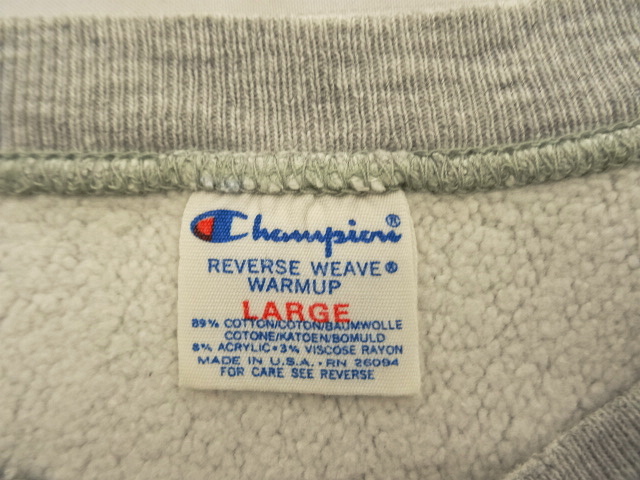 Champion®
REVERSE WEAVE®
WARMUP
LARGE
89% COTTON/COTON/BAUMWOLLE
COTONE/KATOEN/BOMULD
8% ACRYLIC • 3% VISCOSE RAYON
MADE IN U.S.A. • RN 26094
FOR CARE SEE REVERSE